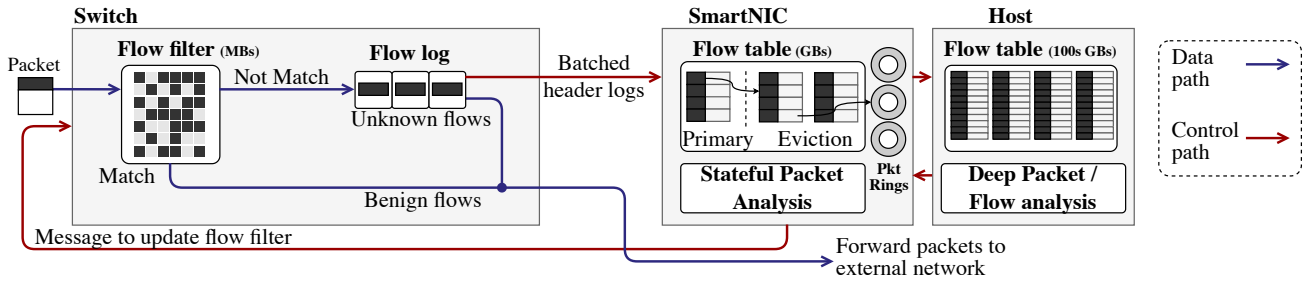 Switch
Flow filter (MBs)
Flow log
Packet
Not Match
Unknown flows
Match
Benign flows
Message to update flow filter
Batched
header logs
SmartNIC
Flow table (GBs)
Primary
Eviction
Pkt
Rings
Stateful Packet
Analysis
Host
Flow table (100s GBs)
Deep Packet /
Flow analysis
Forward packets to
external network
Data
path
Control
path